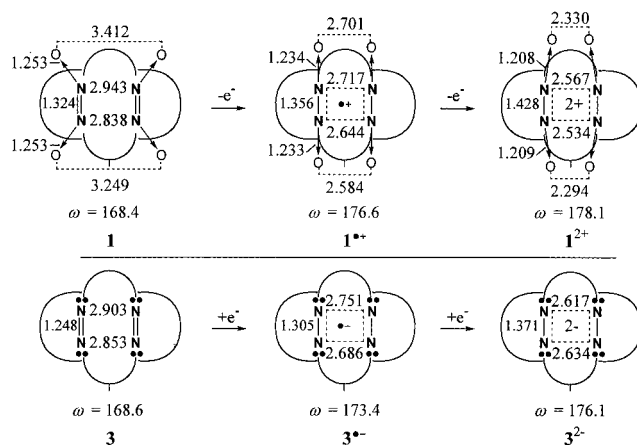 3.412 2.701 2.330
O O O O O O
1.253 1.234 1.208
N 2.943 N N 2.717 N N 2.567 N
1.324 -e⁻ 1.356 •+ -e⁻ 1.428 2+
N 2.838 N N 2.644 N N 2.534 N
1.253 1.233 1.209
O O O O O O
3.249 2.584 2.294
ω = 168.4 ω = 176.6 ω = 178.1
1 1•+ 1²⁺
N 2.903 N N 2.751 N N 2.617 N
1.248 +e⁻ 1.305 •− +e⁻ 1.371 2-
N 2.853 N N 2.686 N N 2.634 N
ω = 168.6 ω = 173.4 ω = 176.1
3 3•− 3²⁻